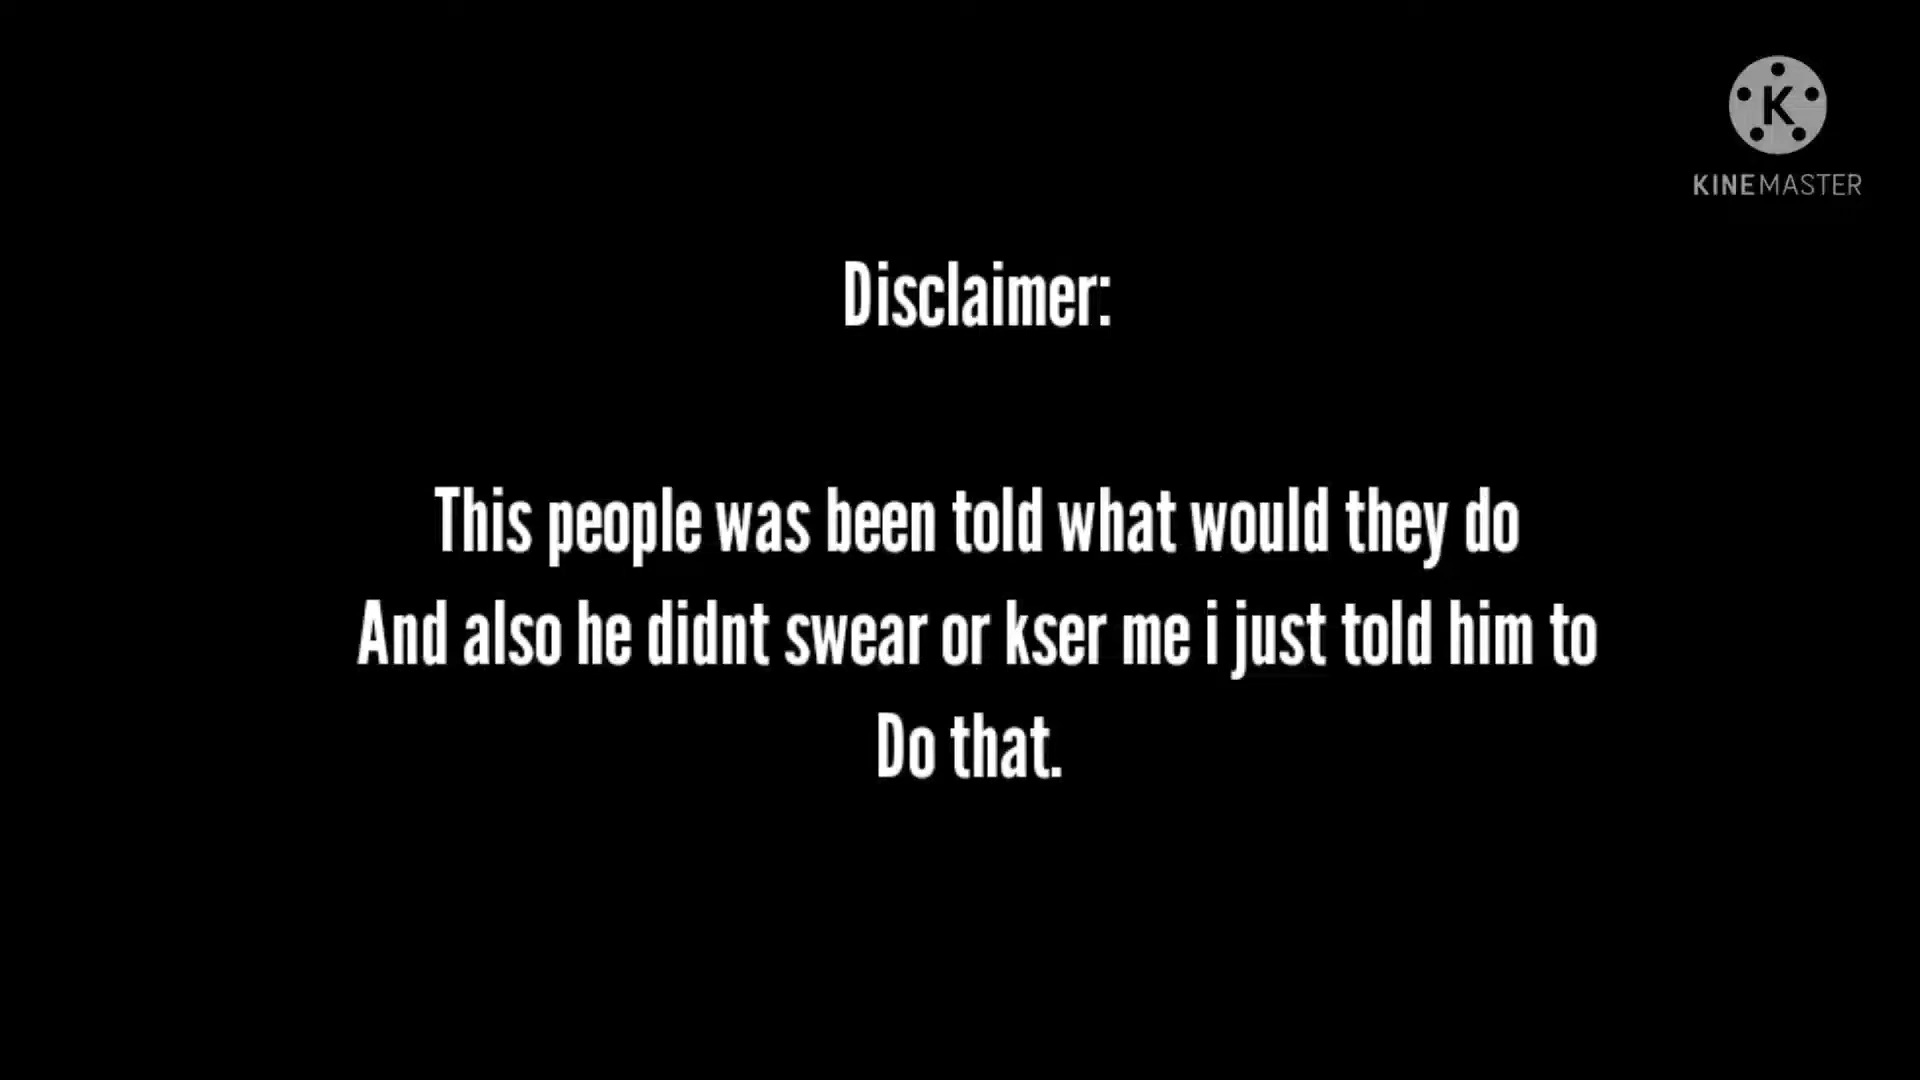 K
KINEMASTER
Disclaimer:
This people was been told what would they do
And also he didnt swear or kser me i just told him to
Do that.